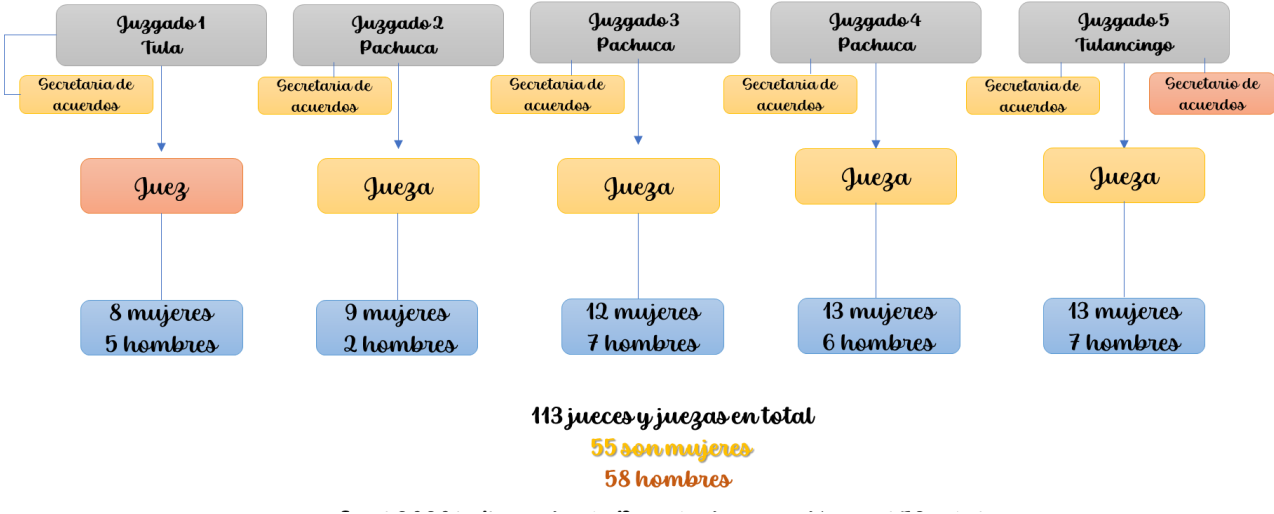 Juzgado 1
Tula
Juzgado 2
Pachuca
Juzgado 3
Pachuca
Juzgado 4
Pachuca
Juzgado 5
Tulancingo
Secretaria de
acuerdos
Secretaria de
acuerdos
Secretaria de
acuerdos
Secretaria de
acuerdos
Secretaria de
acuerdos
Secretario de
acuerdos
Juez
Jueza
Jueza
Jueza
Jueza
8 mujeres
5 hombres
9 mujeres
2 hombres
12 mujeres
7 hombres
13 mujeres
6 hombres
13 mujeres
7 hombres
113 jueces y juezas en total
55 son mujeres
58 hombres